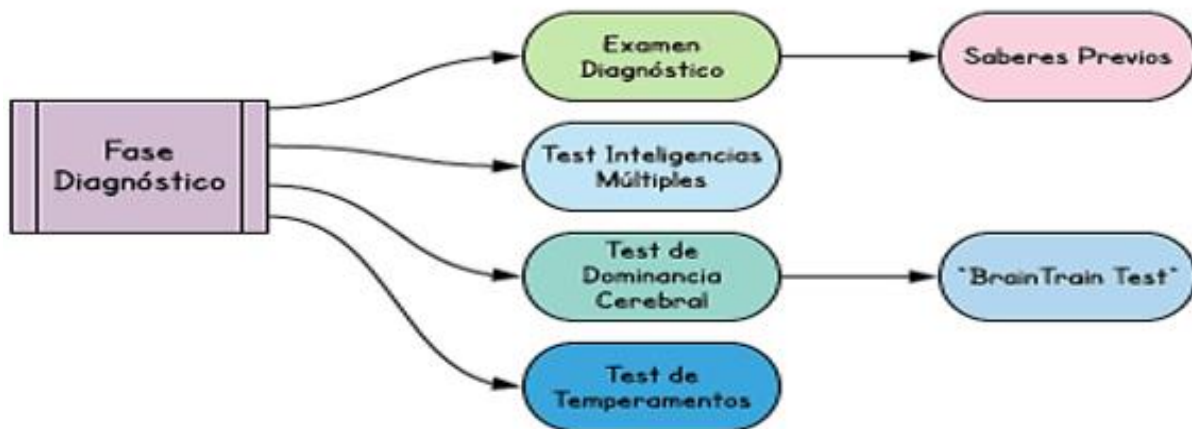 Fase
Diagnóstico
Examen
Diagnóstico
Saberes Previos
Test Inteligencias
Múltiples
Test de
Dominancia
Cerebral
"BrainTrain Test"
Test de
Temperamentos